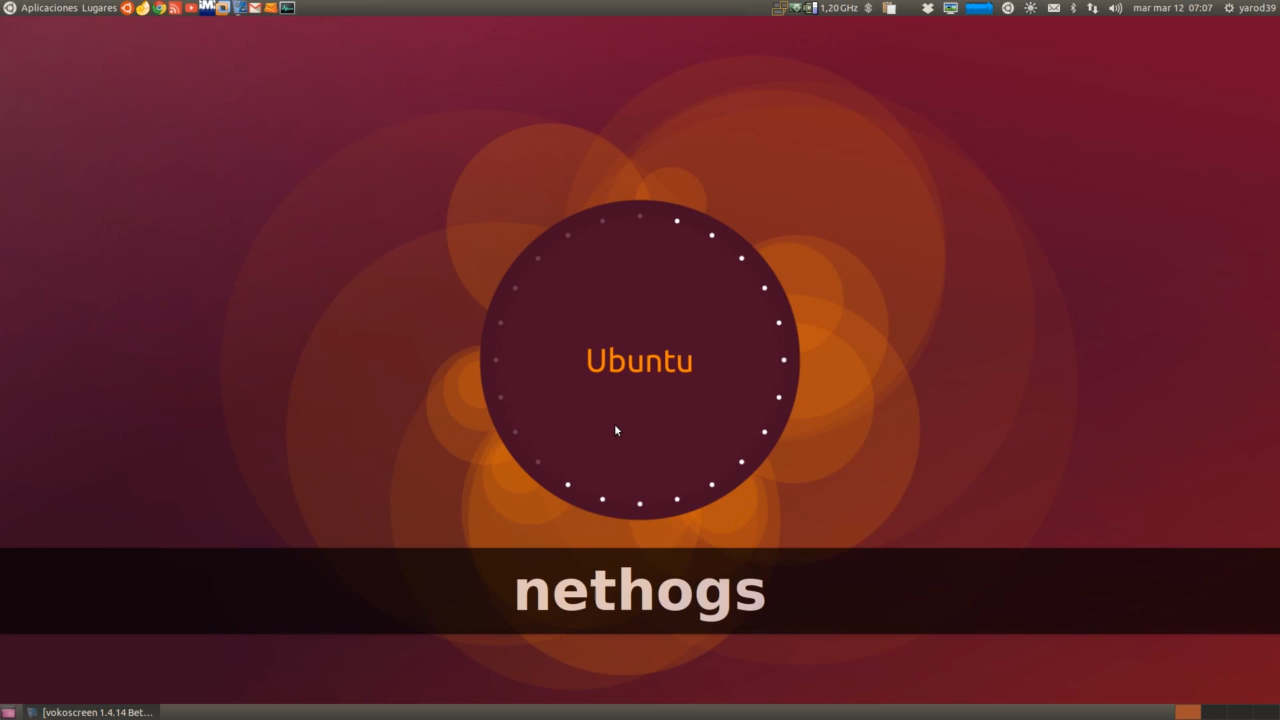 Aplicaciones Lugares 1,20 GHz mar mar 12 07:07 yarod39
Ubuntu
nethogs
[vokoscreen 1.4.14 Bet...